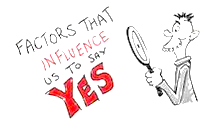 FACTORS THAT
INFLUENCE
US TO SAY
YES